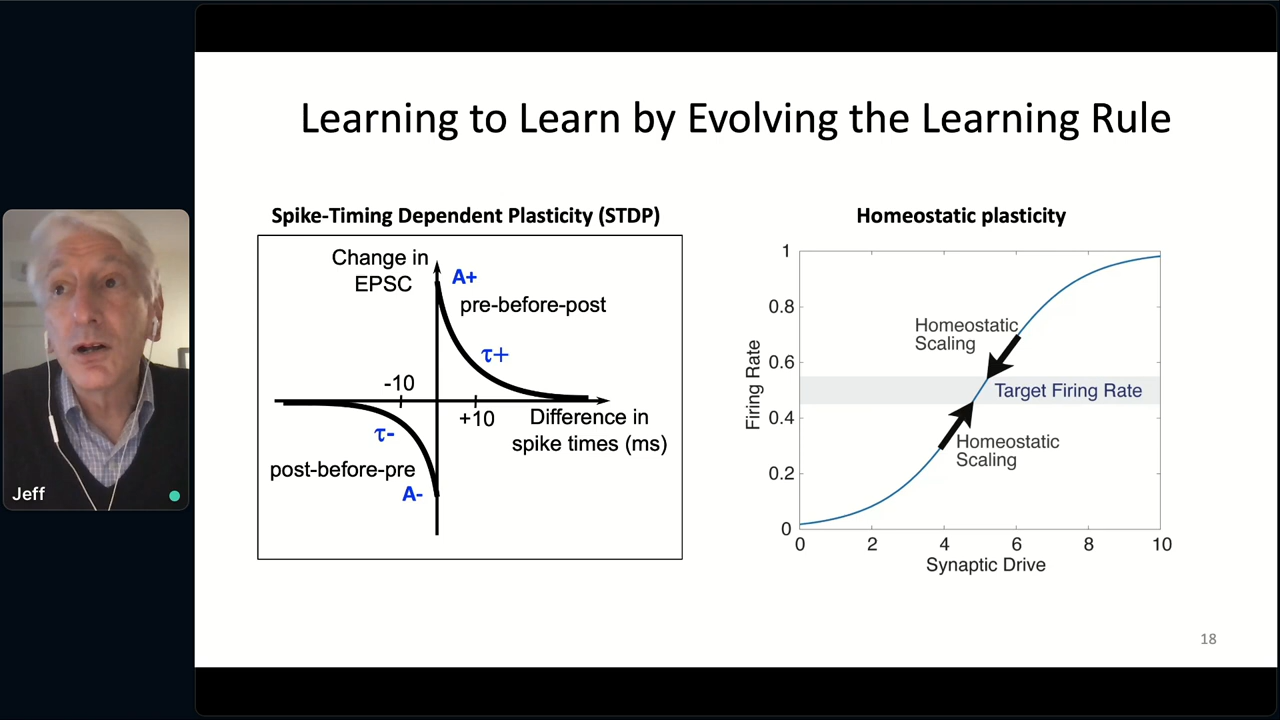 Learning to Learn by Evolving the Learning Rule
Spike-Timing Dependent Plasticity (STDP)
Change in
EPSC
A+
pre-before-post
τ+
-10
+10
Difference in
spike times (ms)
τ-
post-before-pre
A-
Homeostatic plasticity
1
0.8
0.6
0.4
0.2
0
Firing Rate
Homeostatic
Scaling
Target Firing Rate
Homeostatic
Scaling
0 2 4 6 8 10
Synaptic Drive
18
Jeff